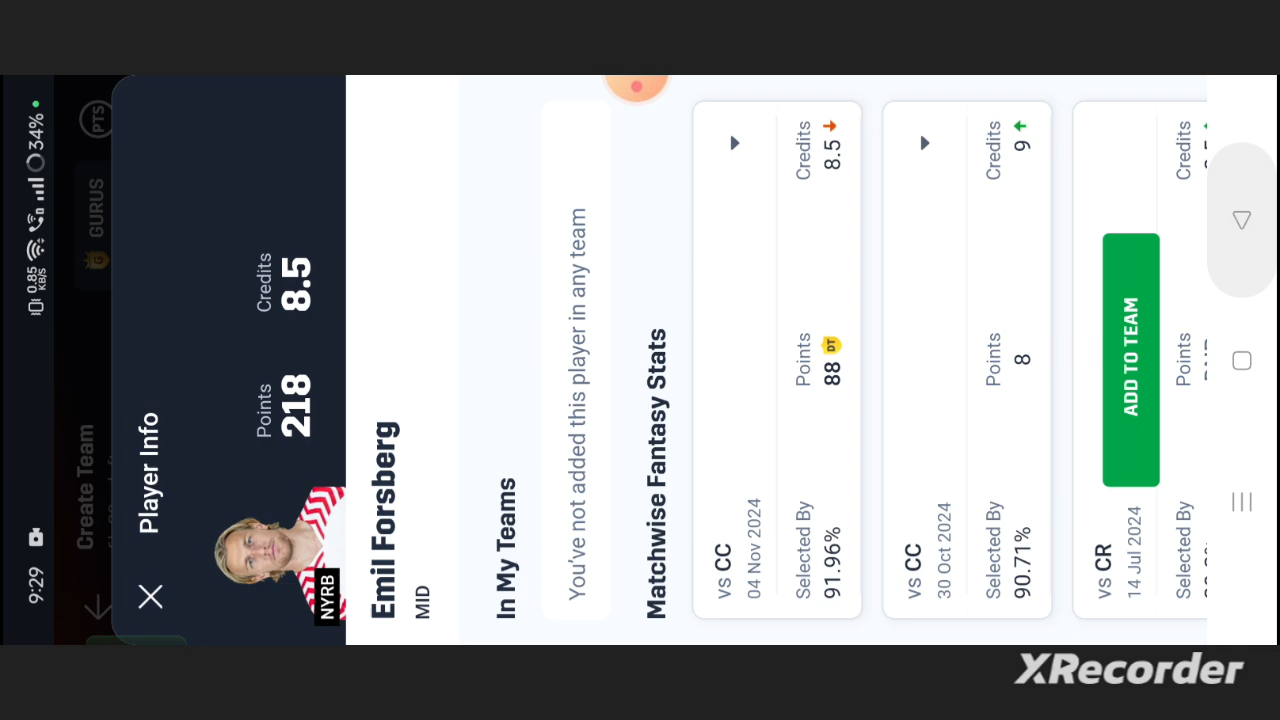 9:29
0.85 KB/S
34%
Create Team
GURUS
PTS
Player Info
Points
Credits
218
8.5
NYRB
Emil Forsberg
MID
In My Teams
You've not added this player in any team
Matchwise Fantasy Stats
vs CC
04 Nov 2024
Selected By
Points
Credits
91.96%
88
DT
8.5
vs CC
30 Oct 2024
Selected By
Points
Credits
90.71%
8
9
vs CR
14 Jul 2024
ADD TO TEAM
Selected By
Points
Credits
XRecorder